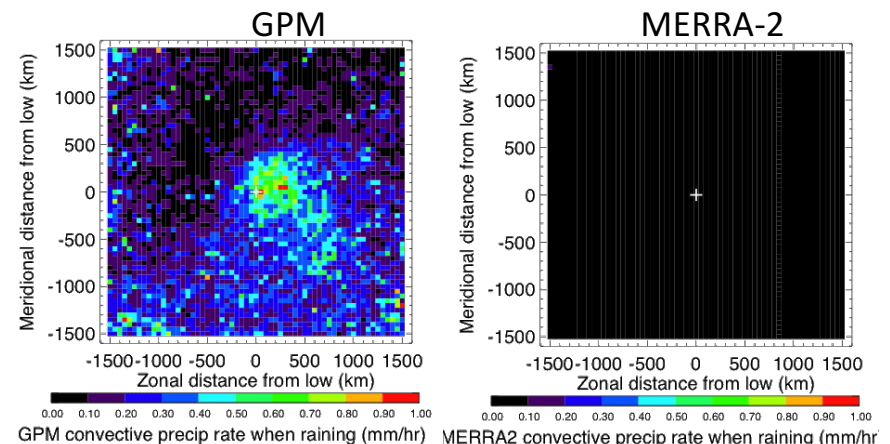 GPM
MERRA-2
Meridional distance from low (km)
1500
1000
500
0
-500
-1000
-1500
-1500-1000 -500 0 500 1000 1500
Zonal distance from low (km)
0.00 0.10 0.20 0.30 0.40 0.50 0.60 0.70 0.80 0.90 1.00
GPM convective precip rate when raining (mm/hr)
Meridional distance from low (km)
1500
1000
500
0
-500
-1000
-1500
-1500-1000 -500 0 500 1000 1500
Zonal distance from low (km)
0.00 0.10 0.20 0.30 0.40 0.50 0.60 0.70 0.80 0.90 1.00
MERRA2 convective precip rate when raining (mm/hr)